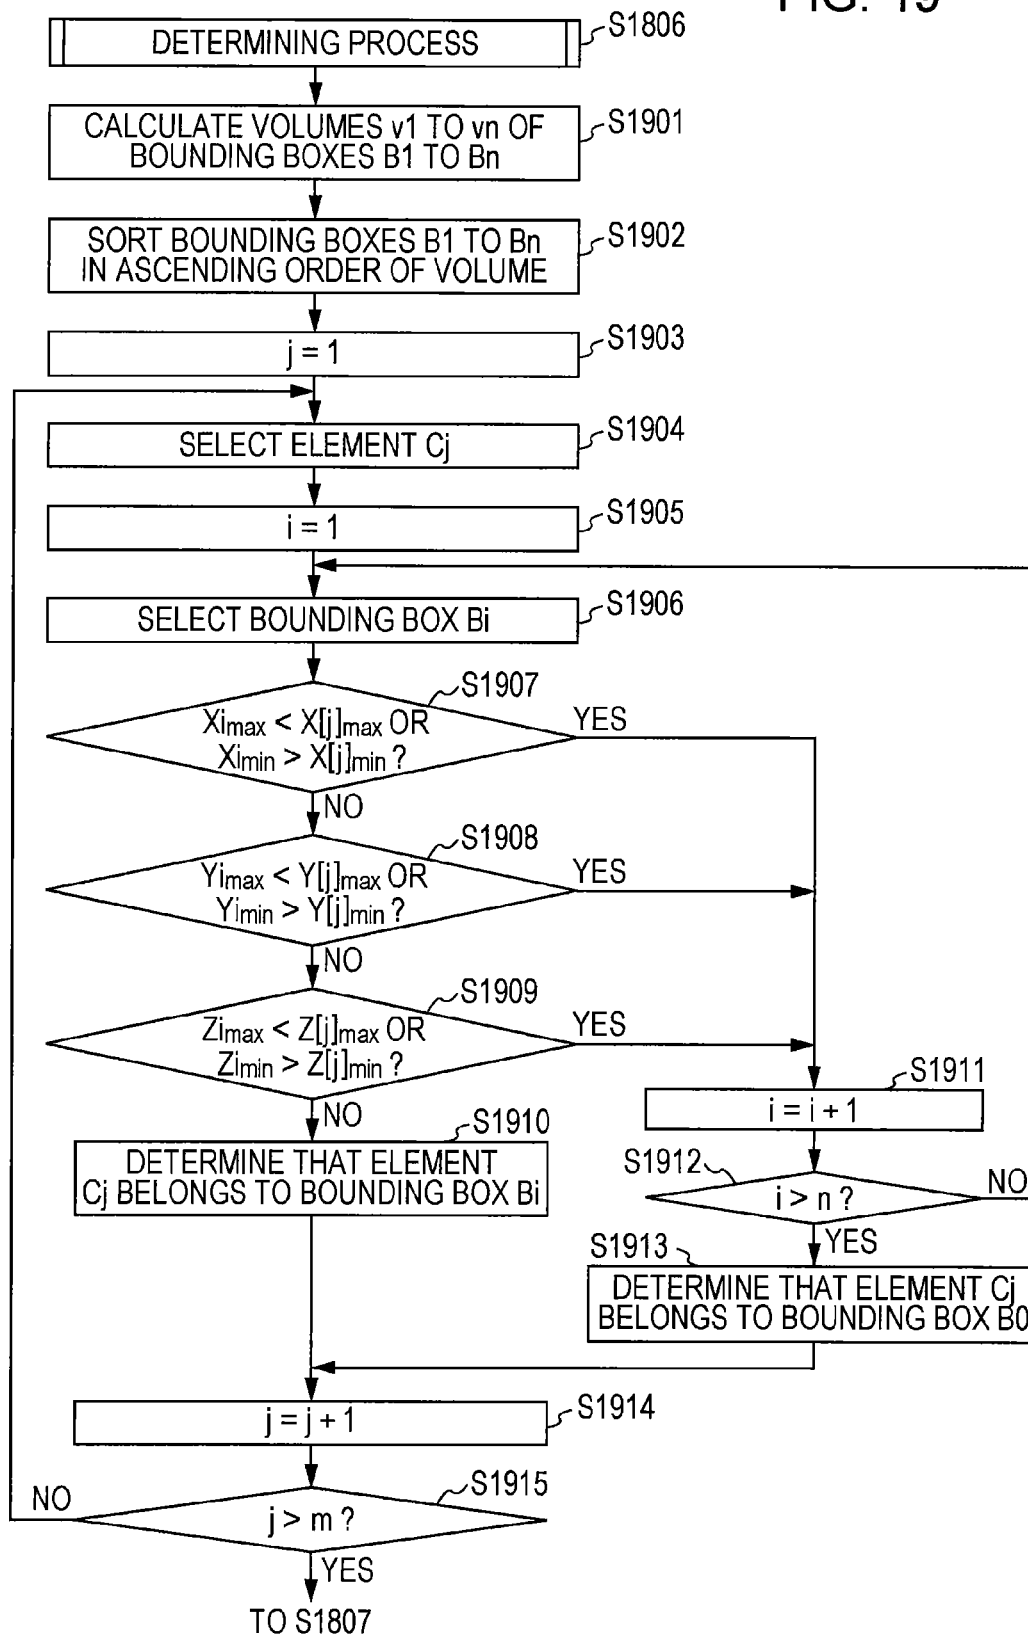 FIG. 19
DETERMINING PROCESS
S1806
CALCULATE VOLUMES v1 TO vn OF
BOUNDING BOXES B1 TO Bn
S1901
SORT BOUNDING BOXES B1 TO Bn
IN ASCENDING ORDER OF VOLUME
S1902
j = 1
S1903
SELECT ELEMENT Cj
S1904
i = 1
S1905
SELECT BOUNDING BOX Bi
S1906
S1907
Ximax < X[j]max OR
Ximin > X[j]min ?
YES
NO
S1908
Yimax < Y[j]max OR
Yimin > Y[j]min ?
YES
NO
S1909
Zimax < Z[j]max OR
Zimin > Z[j]min ?
YES
NO
S1911
i = i + 1
S1910
DETERMINE THAT ELEMENT
Cj BELONGS TO BOUNDING BOX Bi
S1912
i > n ?
NO
YES
S1913
DETERMINE THAT ELEMENT Cj
BELONGS TO BOUNDING BOX B0
j = j + 1
S1914
S1915
j > m ?
NO
YES
TO S1807